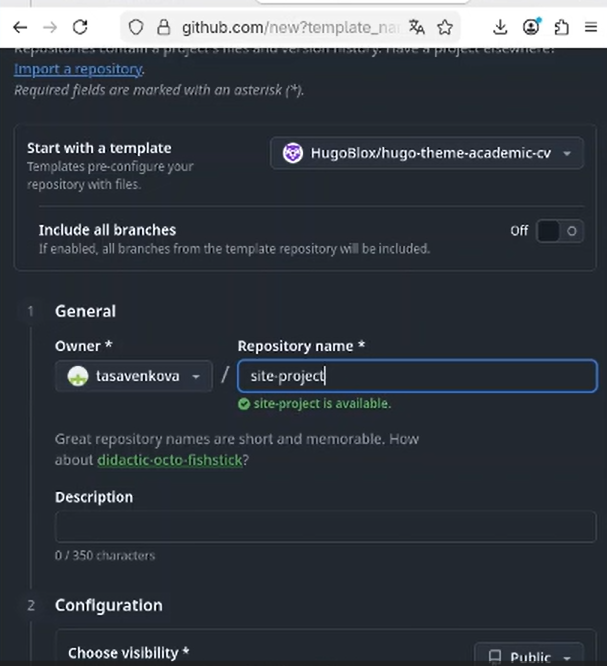 github.com/new?template_na
Repositories contain a project's files and version history. Have a project elsewhere?
Import a repository.
Required fields are marked with an asterisk (*).
Start with a template
Templates pre-configure your
repository with files.
HugoBlox/hugo-theme-academic-cv
Include all branches
If enabled, all branches from the template repository will be included.
Off
1 General
Owner *
Repository name *
tasavenkova / site-project
site-project is available.
Great repository names are short and memorable. How
about didactic-octo-fishstick?
Description
0 / 350 characters
2 Configuration
Choose visibility *
Public